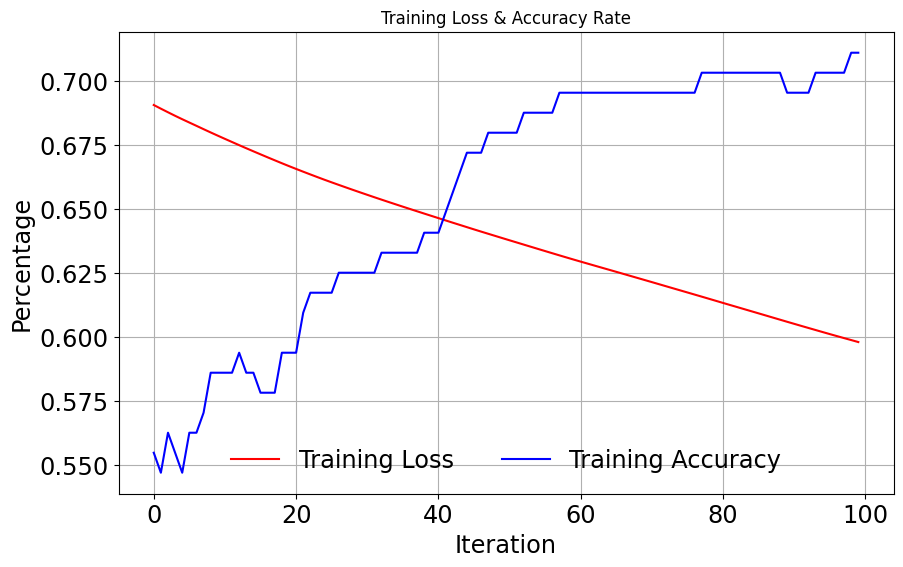 Training Loss & Accuracy Rate
0.700
0.675
0.650
0.625
0.600
0.575
0.550
Percentage
Training Loss
Training Accuracy
0 20 40 60 80 100
Iteration